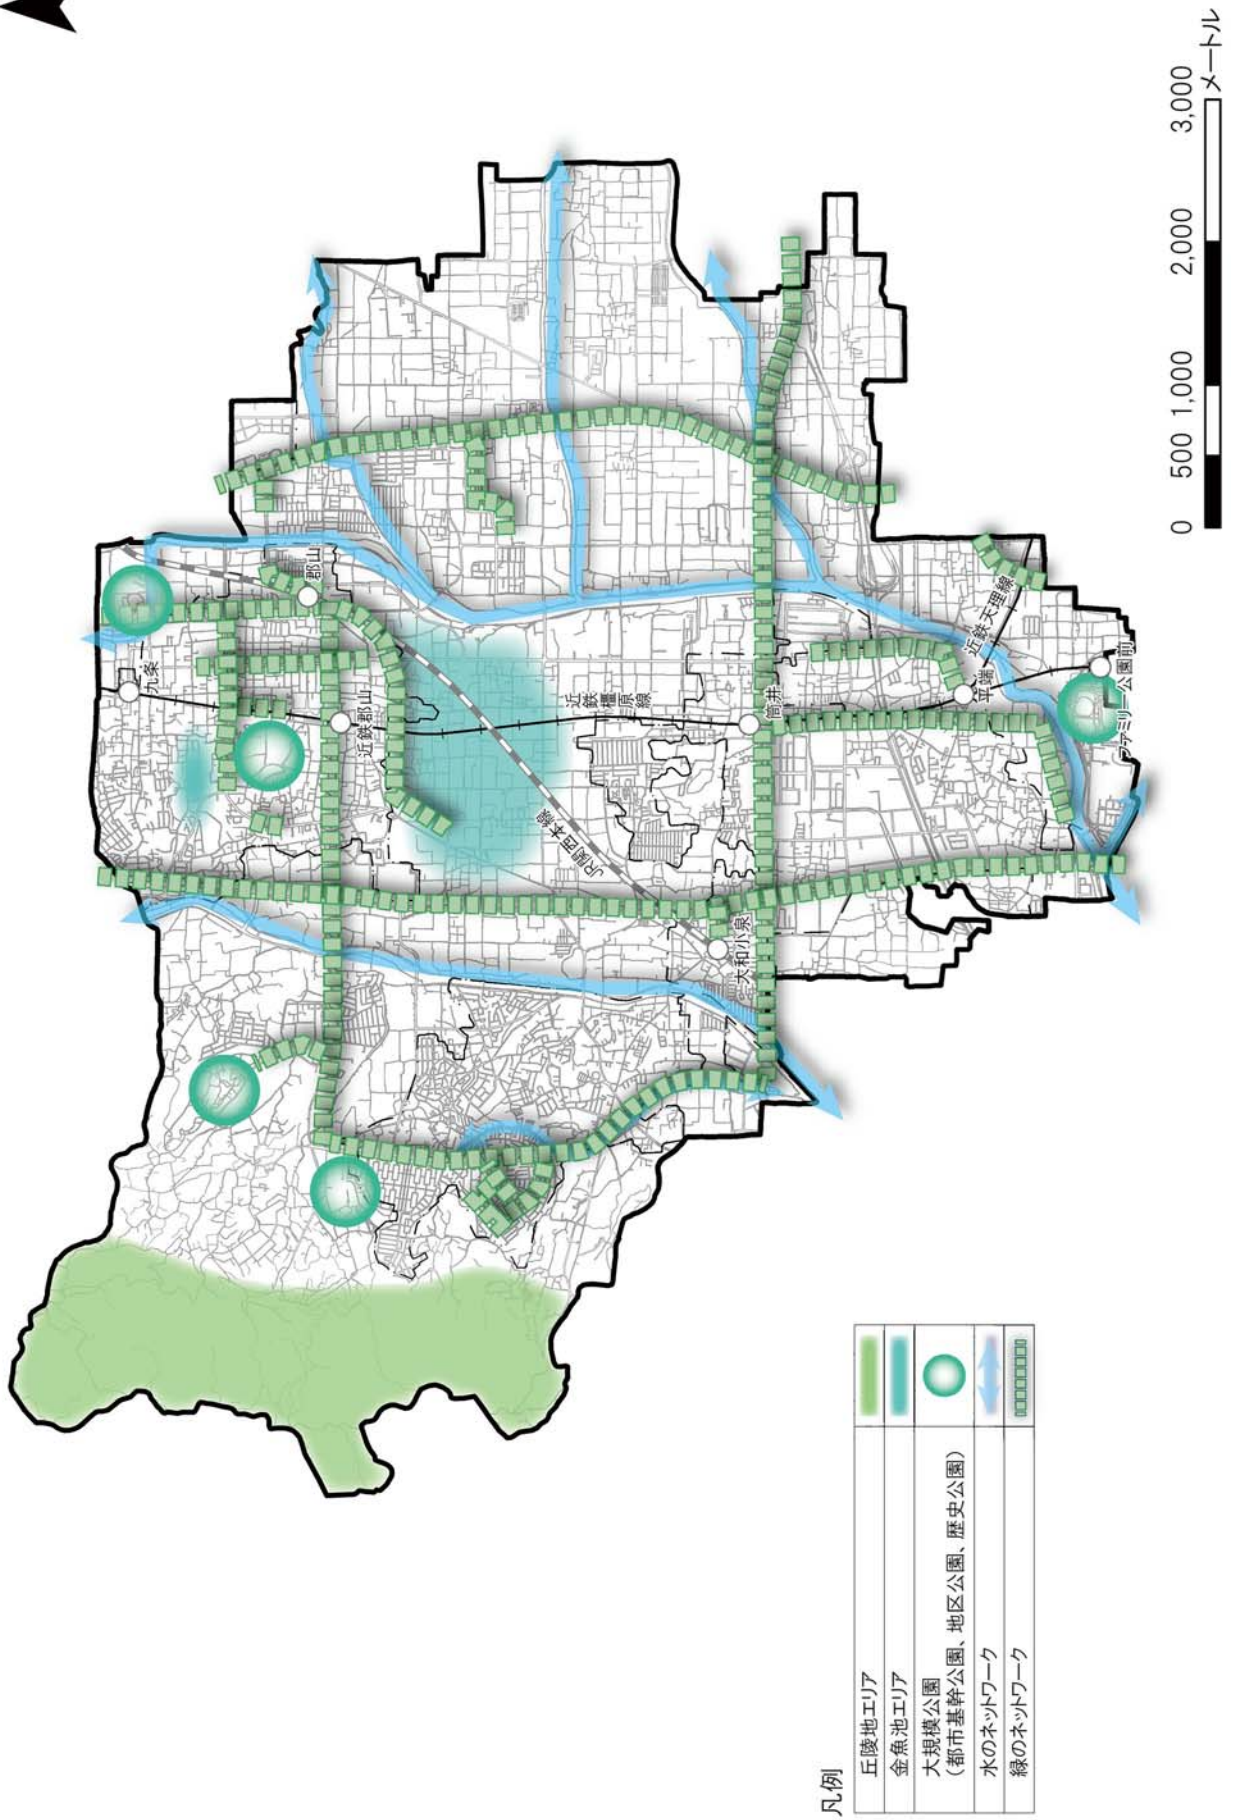 九条
郡山
近鉄郡山
近鉄橿原線
JR関西本線
筒井
大和小泉
平端
近鉄天理線
ファミリー公園前
凡例
丘陵地エリア
金魚池エリア
大規模公園
(都市基幹公園、地区公園、歴史公園)
水のネットワーク
緑のネットワーク
0 500 1,000 2,000 3,000
メートル